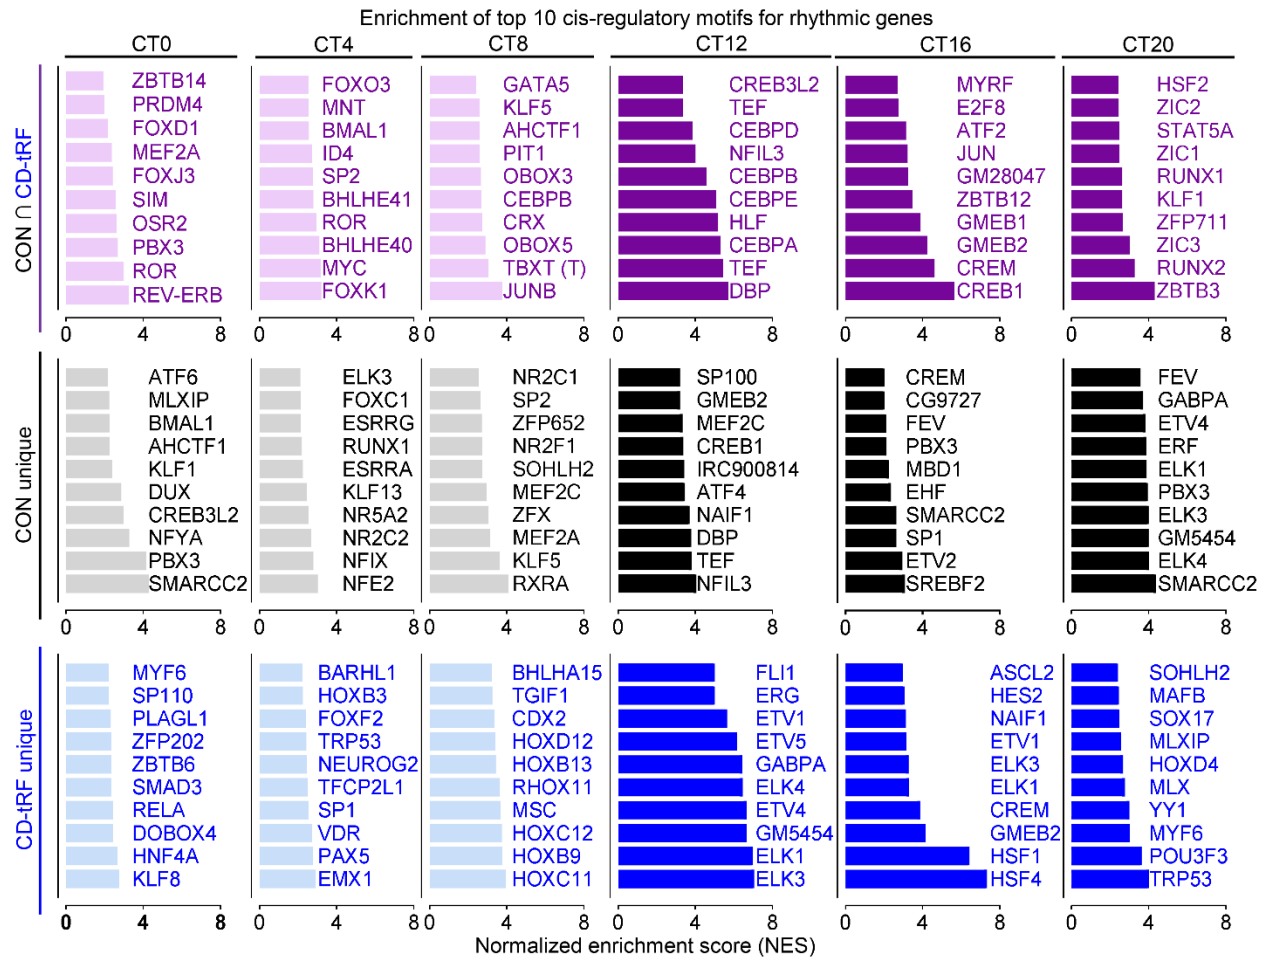 Enrichment of top 10 cis-regulatory motifs for rhythmic genes
CT0 CT4 CT8 CT12 CT16 CT20
CON ∩ CD-tRF
ZBTB14 FOXO3 GATA5 CREB3L2 MYRF HSF2
PRDM4 MNT KLF5 TEF E2F8 ZIC2
FOXD1 BMAL1 AHCTF1 CEBPD ATF2 STAT5A
MEF2A ID4 PIT1 NFIL3 JUN ZIC1
FOXJ3 SP2 OBOX3 CEBPB GM28047 RUNX1
SIM BHLHE41 CEBPB CEBPE ZBTB12 KLF1
OSR2 ROR CRX HLF GMEB1 ZFP711
PBX3 BHLHE40 OBOX5 CEBPA GMEB2 ZIC3
ROR MYC TBXT (T) TEF CREM RUNX2
REV-ERB FOXK1 JUNB DBP CREB1 ZBTB3
0 4 8 0 4 8 0 4 8 0 4 8 0 4 8 0 4 8
CON unique
ATF6 ELK3 NR2C1 SP100 CREM FEV
MLXIP FOXC1 SP2 GMEB2 CG9727 GABPA
BMAL1 ESRRG ZFP652 MEF2C FEV ETV4
AHCTF1 RUNX1 NR2F1 CREB1 PBX3 ERF
KLF1 ESRRA SOHLH2 IRC900814 MBD1 ELK1
DUX KLF13 MEF2C ATF4 EHF PBX3
CREB3L2 NR5A2 ZFX NAIF1 SMARCC2 ELK3
NFYA NR2C2 MEF2A DBP SP1 GM5454
PBX3 NFIX KLF5 TEF ETV2 ELK4
SMARCC2 NFE2 RXRA NFIL3 SREBF2 SMARCC2
0 4 8 0 4 8 0 4 8 0 4 8 0 4 8 0 4 8
CD-tRF unique
MYF6 BARHL1 BHLHA15 FLI1 ASCL2 SOHLH2
SP110 HOXB3 TGIF1 ERG HES2 MAFB
PLAGL1 FOXF2 CDX2 ETV1 NAIF1 SOX17
ZFP202 TRP53 HOXD12 ETV5 ETV1 MLXIP
ZBTB6 NEUROG2 HOXB13 GABPA ELK3 HOXD4
SMAD3 TFCP2L1 RHOX11 ELK4 ELK1 MLX
RELA SP1 MSC ETV4 CREM YY1
DOBOX4 VDR HOXC12 GM5454 GMEB2 MYF6
HNF4A PAX5 HOXB9 ELK1 HSF1 POU3F3
KLF8 EMX1 HOXC11 ELK3 HSF4 TRP53
0 4 8 0 4 8 0 4 8 0 4 8 0 4 8 0 4 8
Normalized enrichment score (NES)